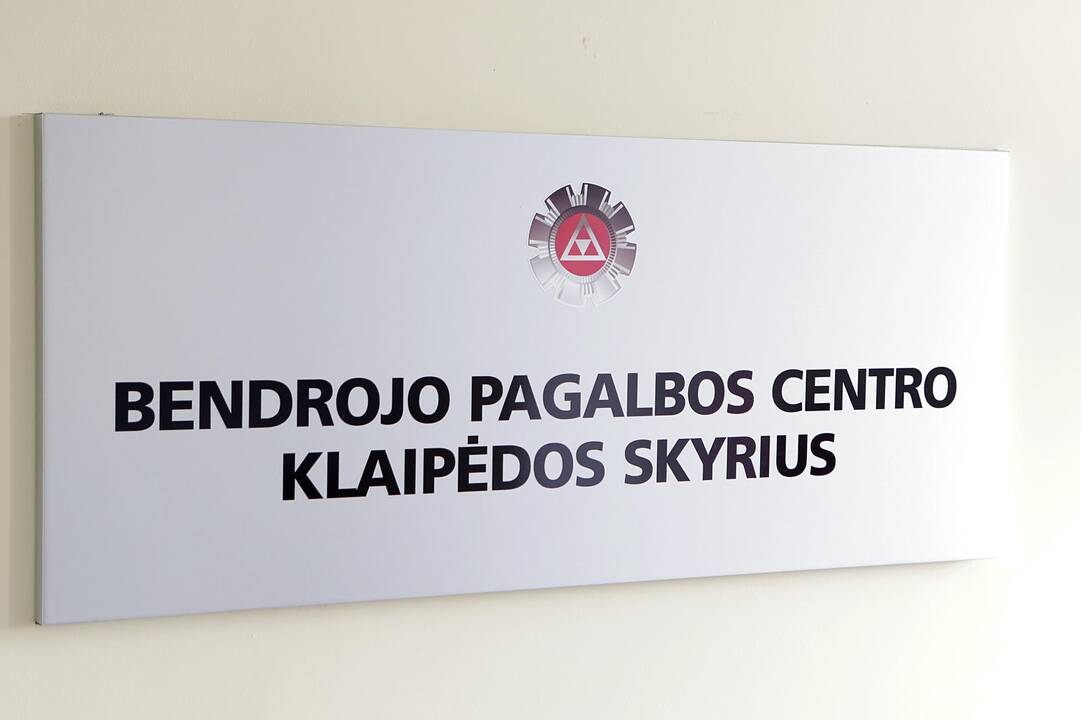 BENDROJO PAGALBOS CENTRO
KLAIPĖDOS SKYRIUS